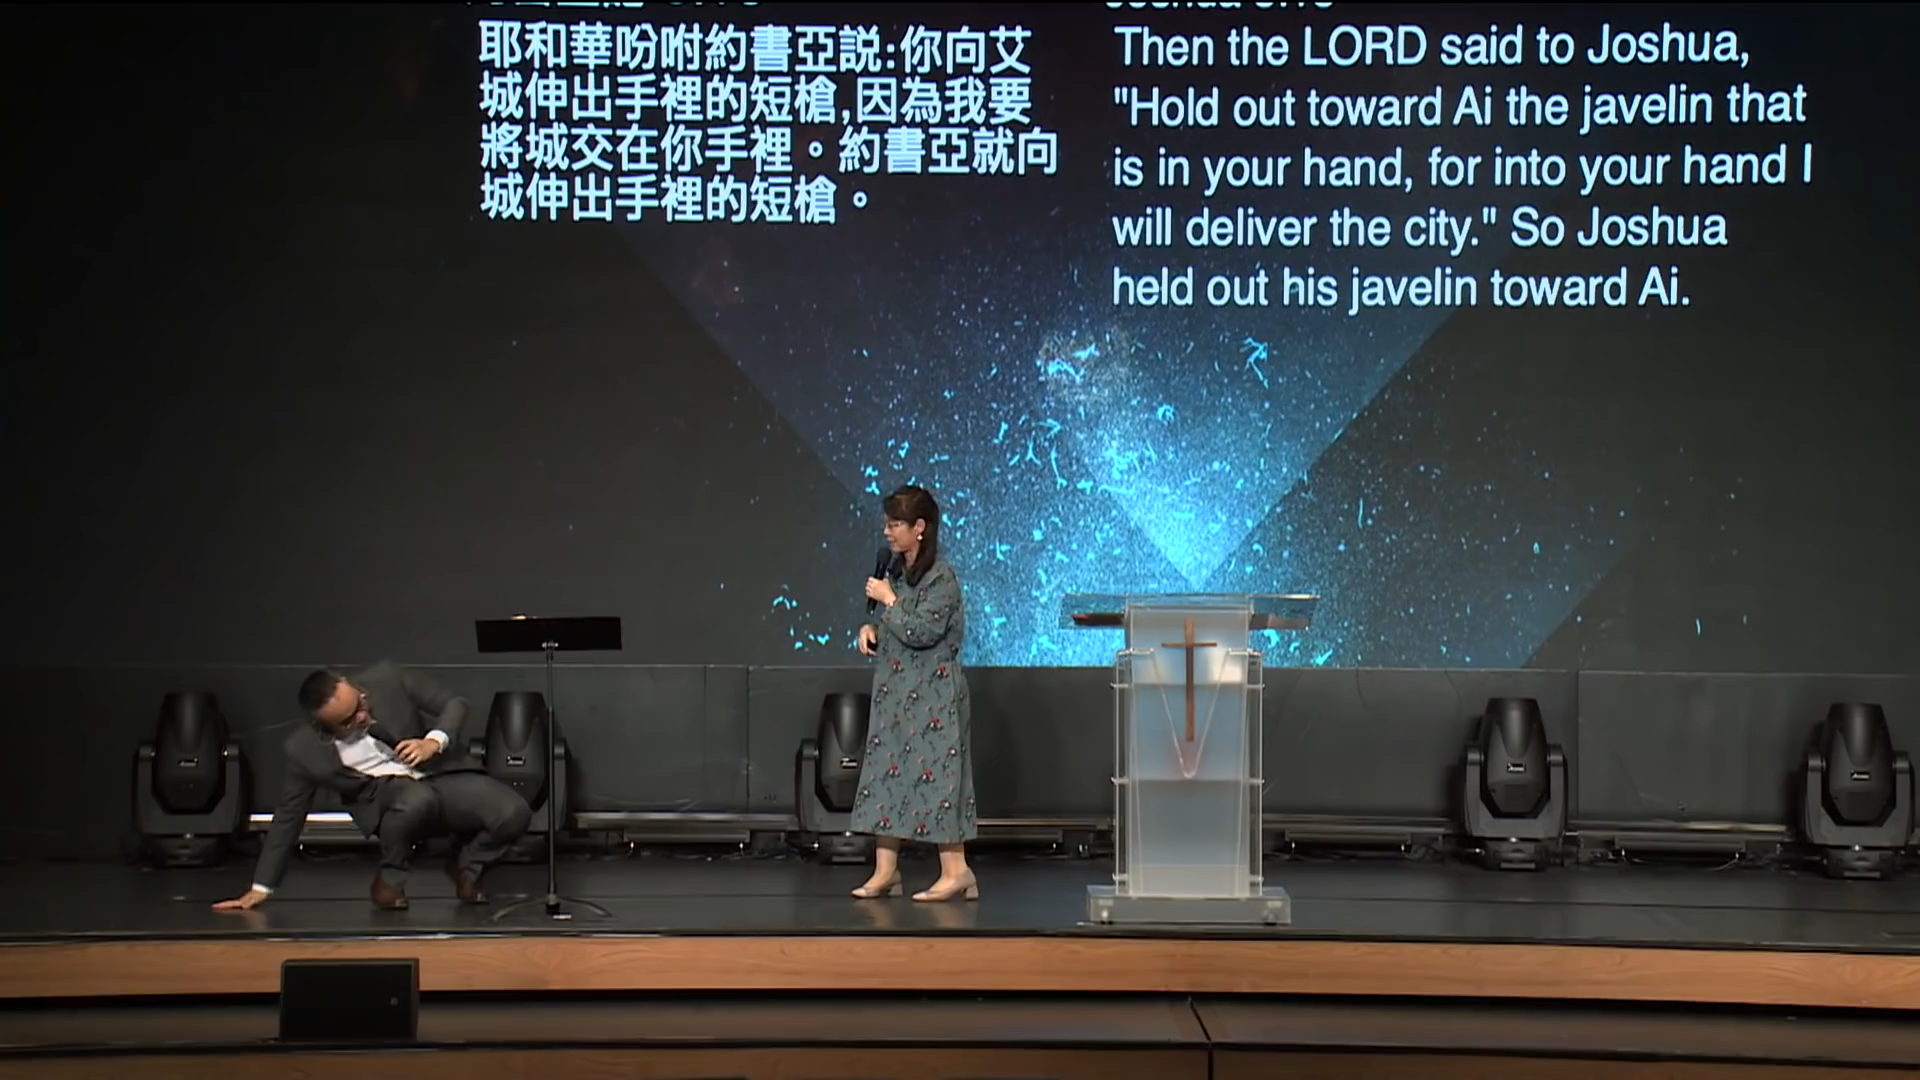 耶和華吩咐約書亞説:你向艾
城伸出手裡的短槍,因為我要
將城交在你手裡。約書亞就向
城伸出手裡的短槍。
Then the LORD said to Joshua,
"Hold out toward Ai the javelin that
is in your hand, for into your hand I
will deliver the city." So Joshua
held out his javelin toward Ai.